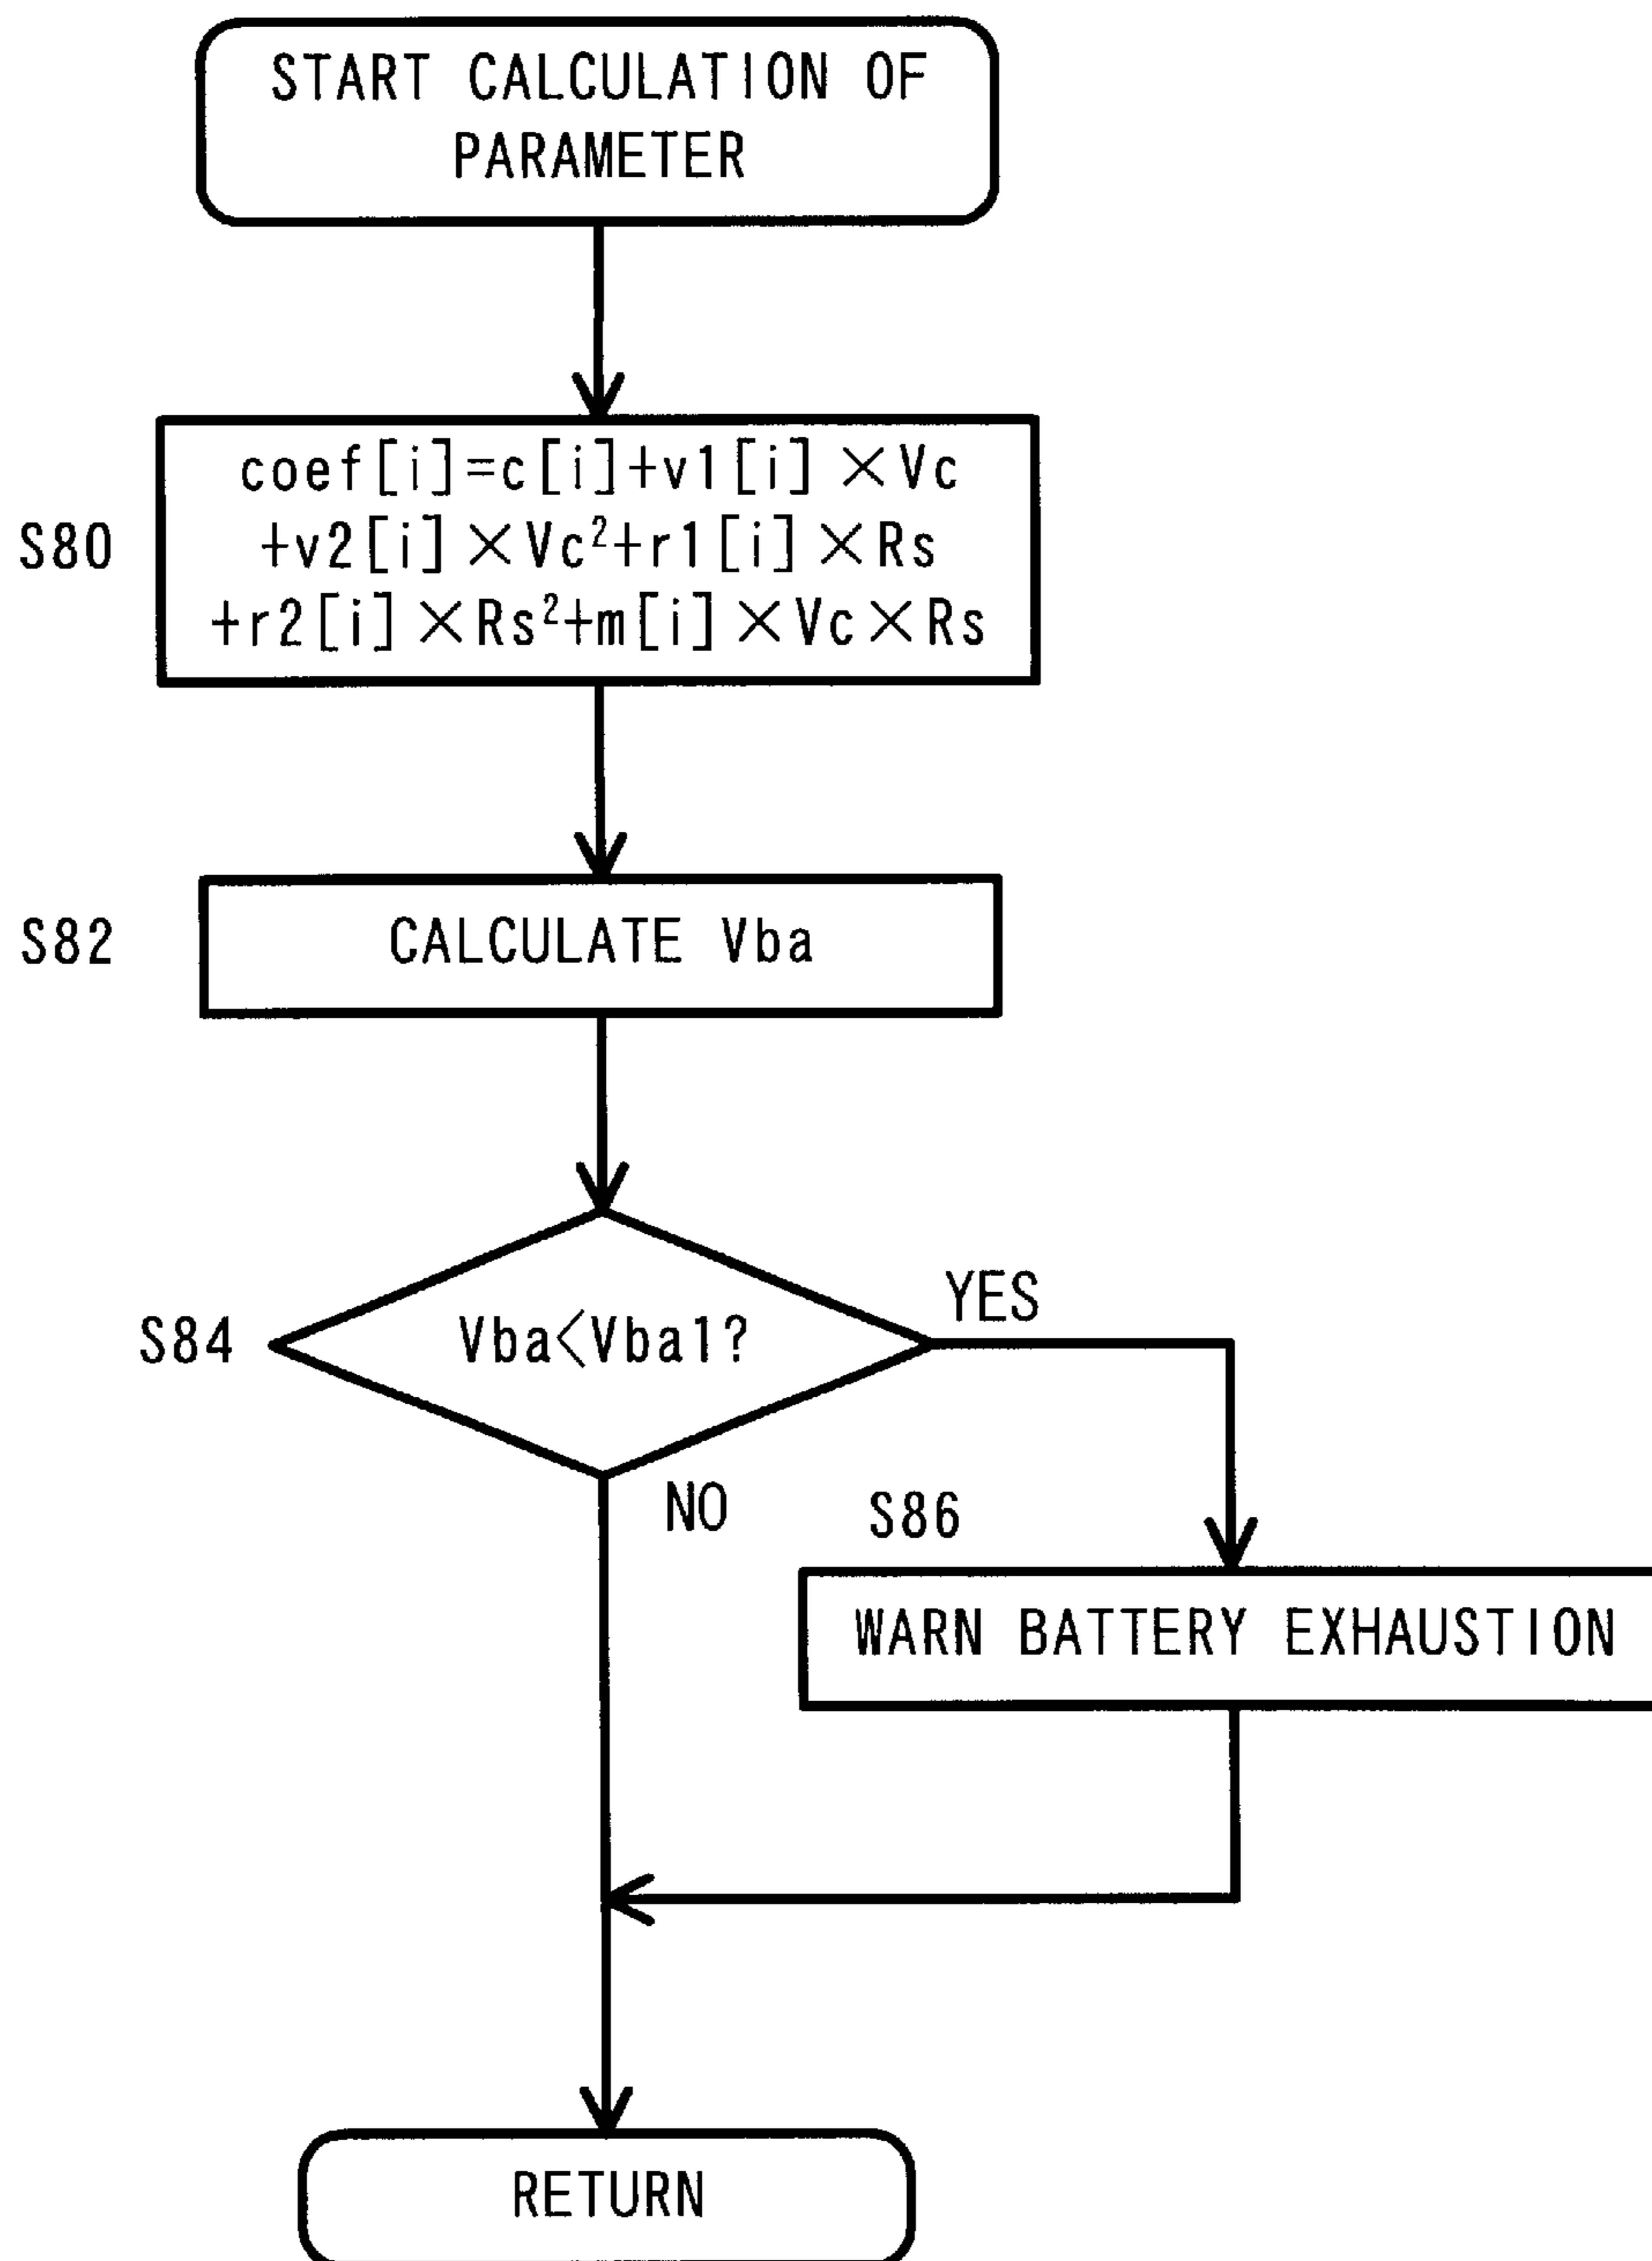 START CALCULATION OF
PARAMETER
coef[i]=c[i]+v1[i]×Vc
S80
+v2[i]×Vc²+r1[i]×Rs
+r2[i]×Rs²+m[i]×Vc×Rs
S82
CALCULATE Vba
S84
Vba<Vba1?
YES
NO
S86
WARN BATTERY EXHAUSTION
RETURN